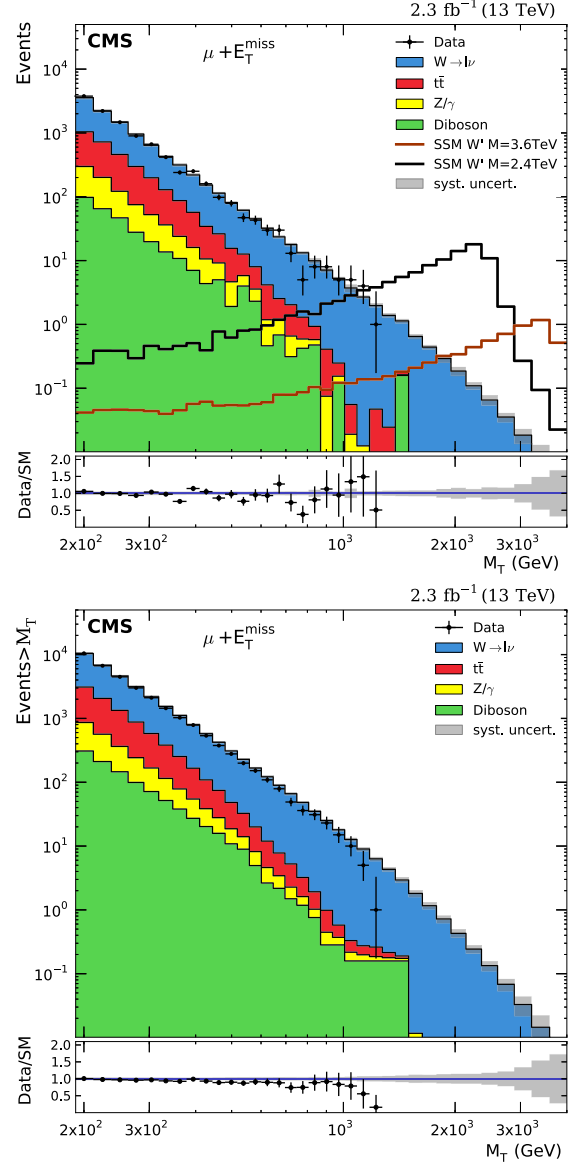 2.3 fb⁻¹ (13 TeV)
CMS
μ + E_T^miss
Data
W→lν
tt̄
Z/γ
Diboson
SSM W' M=3.6TeV
SSM W' M=2.4TeV
syst. uncert.
Events
10⁴
10³
10²
10¹
10⁰
10⁻¹
Data/SM
2.0
1.5
1.0
0.5
2x10²
3x10²
10³
2x10³
3x10³
M_T (GeV)
2.3 fb⁻¹ (13 TeV)
CMS
μ + E_T^miss
Data
W→lν
tt̄
Z/γ
Diboson
syst. uncert.
Events>M_T
10⁴
10³
10²
10¹
10⁰
10⁻¹
Data/SM
2.0
1.5
1.0
0.5
2x10²
3x10²
10³
2x10³
3x10³
M_T (GeV)